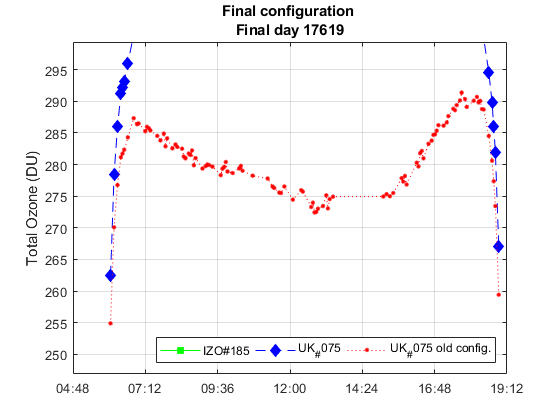 Final configuration
Final day 17619
Total Ozone (DU)
295
290
285
280
275
270
265
260
255
250
IZO#185 UK#075 UK#075 old config.
04:48 07:12 09:36 12:00 14:24 16:48 19:12